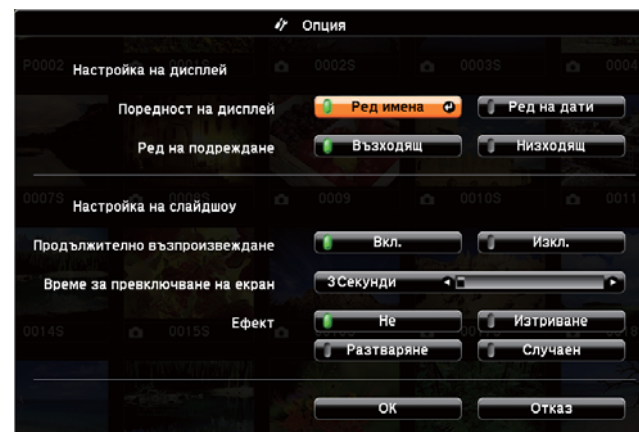 Опция
P0002 0001S 0002S 0003S 0004
Настройка на дисплей
Поредност на дисплей Ред имена Ред на дати
Ред на подреждане Възходящ Низходящ
0007S 0009 0010S 0011
Настройка на слайдшоу
Продължително възпроизвеждане Вкл. Изкл.
Време за превключване на екран 3Секунди
Ефект Не Изтриване
0014S 0015S
Разтваряне Случаен
OK Отказ